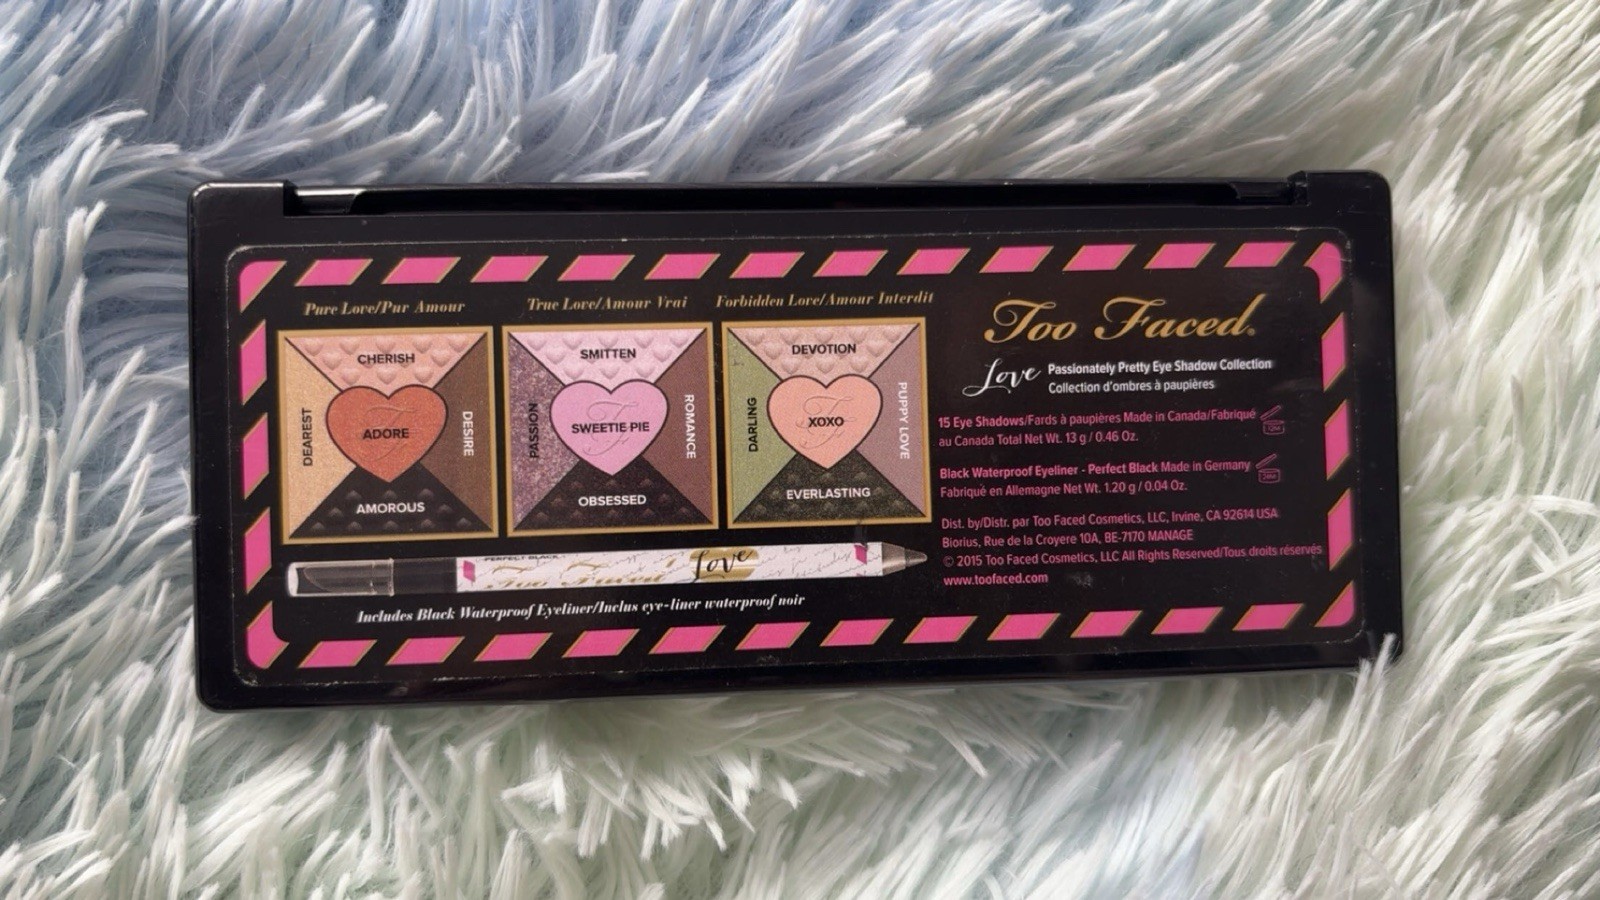 Pure Love/Pur Amour
CHERISH
DEAREST
ADORE
DESIRE
AMOROUS
True Love/Amour Vrai
SMITTEN
PASSION
SWEETIE PIE
ROMANCE
OBSESSED
Forbidden Love/Amour Interdit
DEVOTION
DARLING
XOXO
PUPPY LOVE
EVERLASTING
PERFECT BLACK
Too Faced
Love
Includes Black Waterproof Eyeliner/Inclus eye-liner waterproof noir
Too Faced.
Love Passionately Pretty Eye Shadow Collection
Collection d'ombres à paupières
15 Eye Shadows/Fards à paupières Made in Canada/Fabriqué
au Canada Total Net Wt. 13 g / 0.46 Oz.
12M
Black Waterproof Eyeliner - Perfect Black Made in Germany
Fabriqué en Allemagne Net Wt. 1.20 g / 0.04 Oz.
24M
Dist. by/Distr. par Too Faced Cosmetics, LLC, Irvine, CA 92614 USA
Biorius, Rue de la Croyere 10A, BE-7170 MANAGE
© 2015 Too Faced Cosmetics, LLC All Rights Reserved/Tous droits réservés
www.toofaced.com